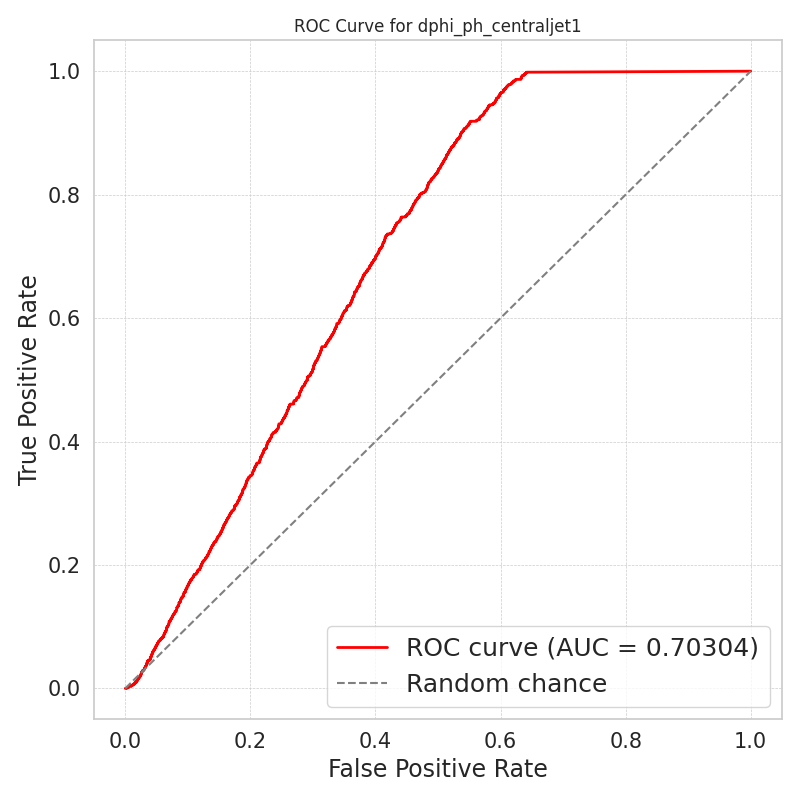 ROC Curve for dphi_ph_centraljet1
1.0
0.8
0.6
0.4
0.2
0.0
True Positive Rate
ROC curve (AUC = 0.70304)
Random chance
0.0 0.2 0.4 0.6 0.8 1.0
False Positive Rate